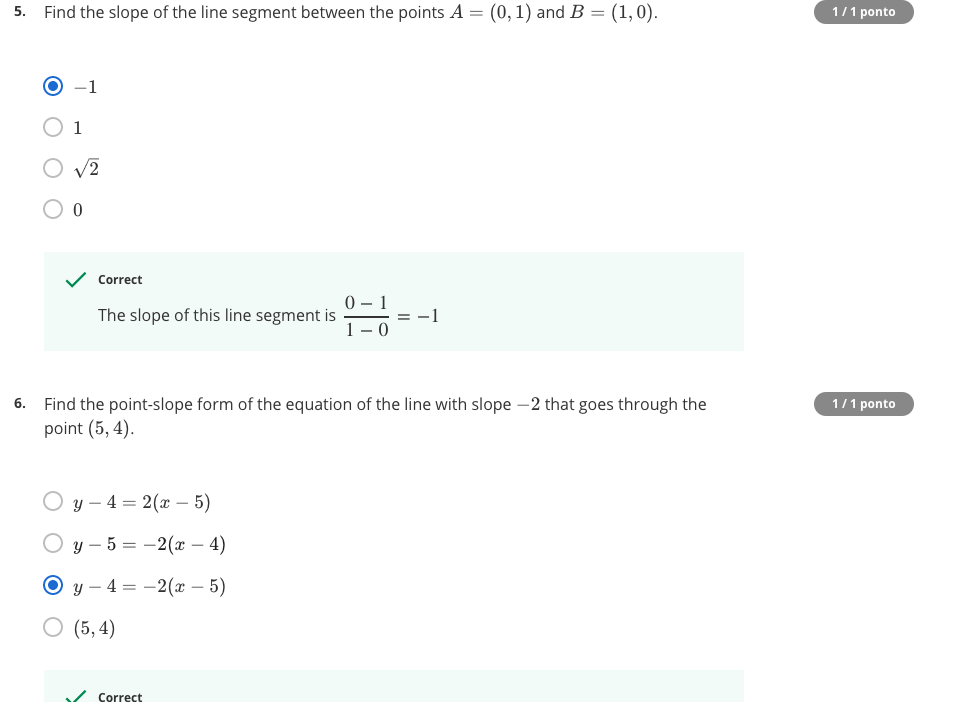 5. Find the slope of the line segment between the points A = (0, 1) and B = (1, 0). 1 / 1 ponto
−1
1
√2
0
Correct
The slope of this line segment is (0 − 1)/(1 − 0) = −1
6. Find the point-slope form of the equation of the line with slope −2 that goes through the 1 / 1 ponto
point (5, 4).
y − 4 = 2(x − 5)
y − 5 = −2(x − 4)
y − 4 = −2(x − 5)
(5, 4)
Correct